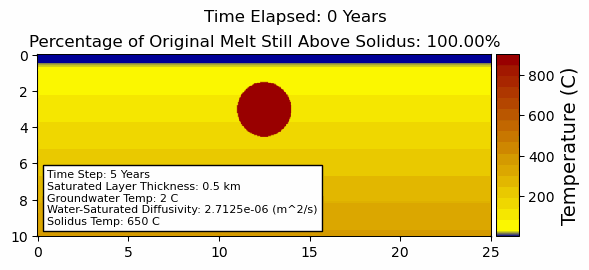 Time Elapsed: 0 Years
Percentage of Original Melt Still Above Solidus: 100.00%
0
2
4
6
8
10
0
5
10
15
20
25
Time Step: 5 Years
Saturated Layer Thickness: 0.5 km
Groundwater Temp: 2 C
Water-Saturated Diffusivity: 2.7125e-06 (m^2/s)
Solidus Temp: 650 C
800
600
400
200
Temperature (C)